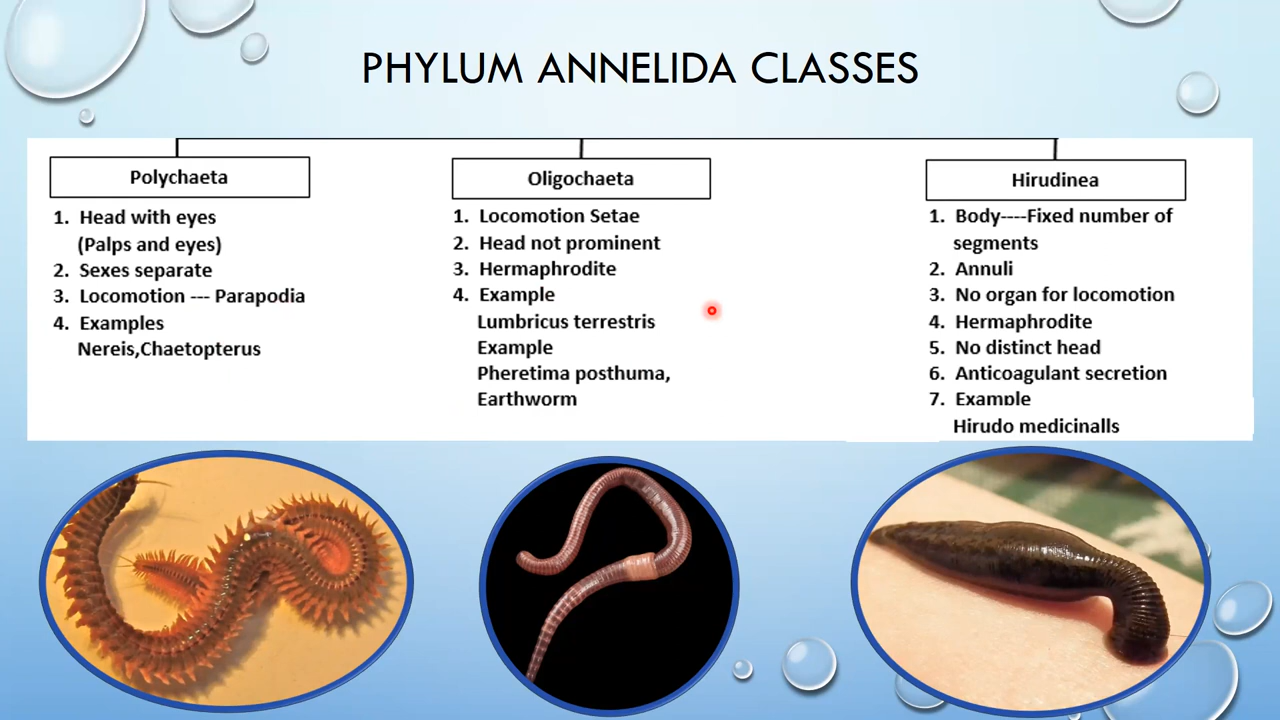 PHYLUM ANNELIDA CLASSES
Polychaeta
1. Head with eyes
(Palps and eyes)
2. Sexes separate
3. Locomotion --- Parapodia
4. Examples
Nereis,Chaetopterus
Oligochaeta
1. Locomotion Setae
2. Head not prominent
3. Hermaphrodite
4. Example
Lumbricus terrestris
Example
Pheretima posthuma,
Earthworm
Hirudinea
1. Body----Fixed number of
segments
2. Annuli
3. No organ for locomotion
4. Hermaphrodite
5. No distinct head
6. Anticoagulant secretion
7. Example
Hirudo medicinalls